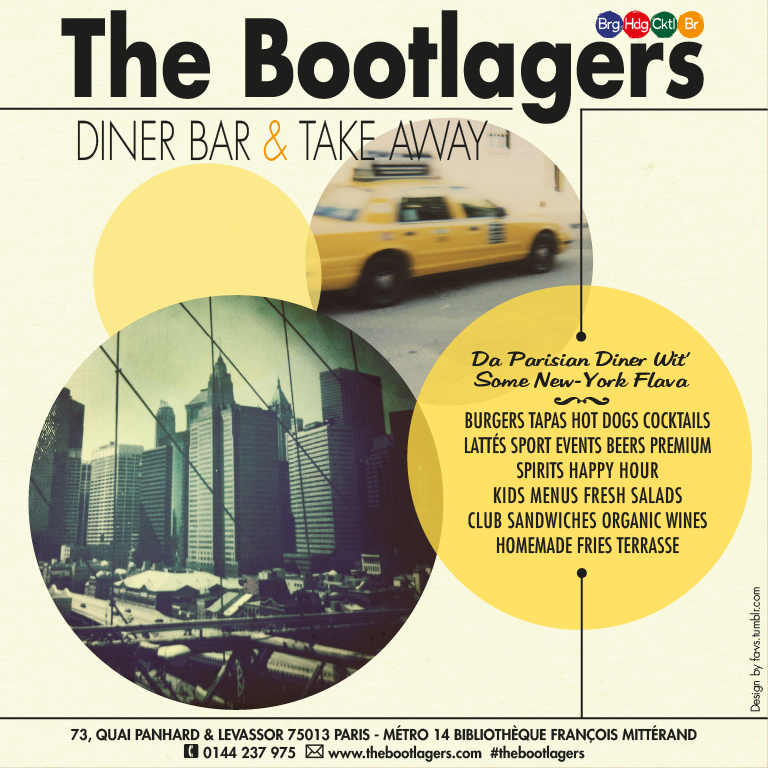 Brg Hdg Cktl Br
The Bootlagers
DINER BAR & TAKE AWAY
Da Parisian Diner Wit'
Some New-York Flava
BURGERS TAPAS HOT DOGS COCKTAILS
LATTÉS SPORT EVENTS BEERS PREMIUM
SPIRITS HAPPY HOUR
KIDS MENUS FRESH SALADS
CLUB SANDWICHES ORGANIC WINES
HOMEMADE FRIES TERRASSE
Design by favs.tumblr.com
73, QUAI PANHARD & LEVASSOR 75013 PARIS - MÉTRO 14 BIBLIOTHÈQUE FRANÇOIS MITTÉRAND
0144 237 975 www.thebootlagers.com #thebootlagers